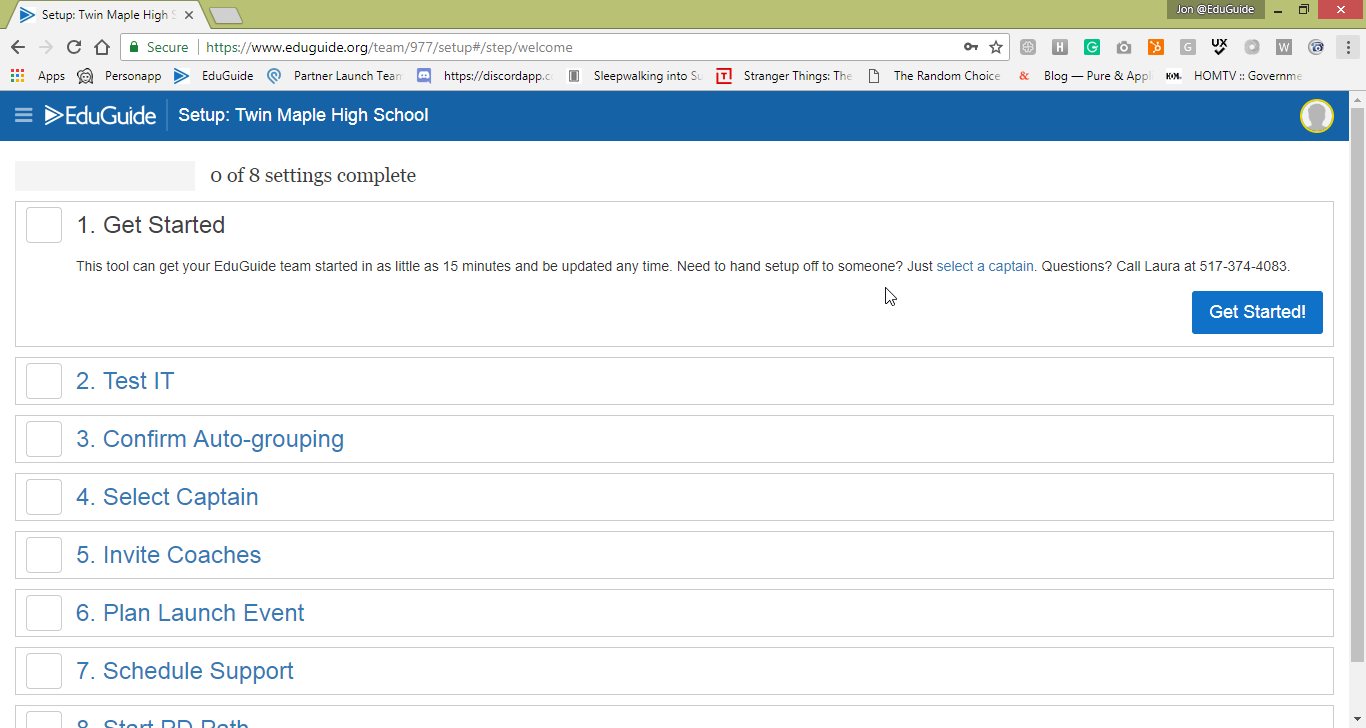 Setup: Twin Maple High S
Jon @EduGuide
Secure https://www.eduguide.org/team/977/setup#/step/welcome
Apps Personapp EduGuide Partner Launch Team https://discordapp.c Sleepwalking into Su Stranger Things: The The Random Choice & Blog — Pure & Appl HOM HOMTV :: Governme
EduGuide Setup: Twin Maple High School
0 of 8 settings complete
1. Get Started
This tool can get your EduGuide team started in as little as 15 minutes and be updated any time. Need to hand setup off to someone? Just select a captain. Questions? Call Laura at 517-374-4083.
Get Started!
2. Test IT
3. Confirm Auto-grouping
4. Select Captain
5. Invite Coaches
6. Plan Launch Event
7. Schedule Support
8. Start PD Path